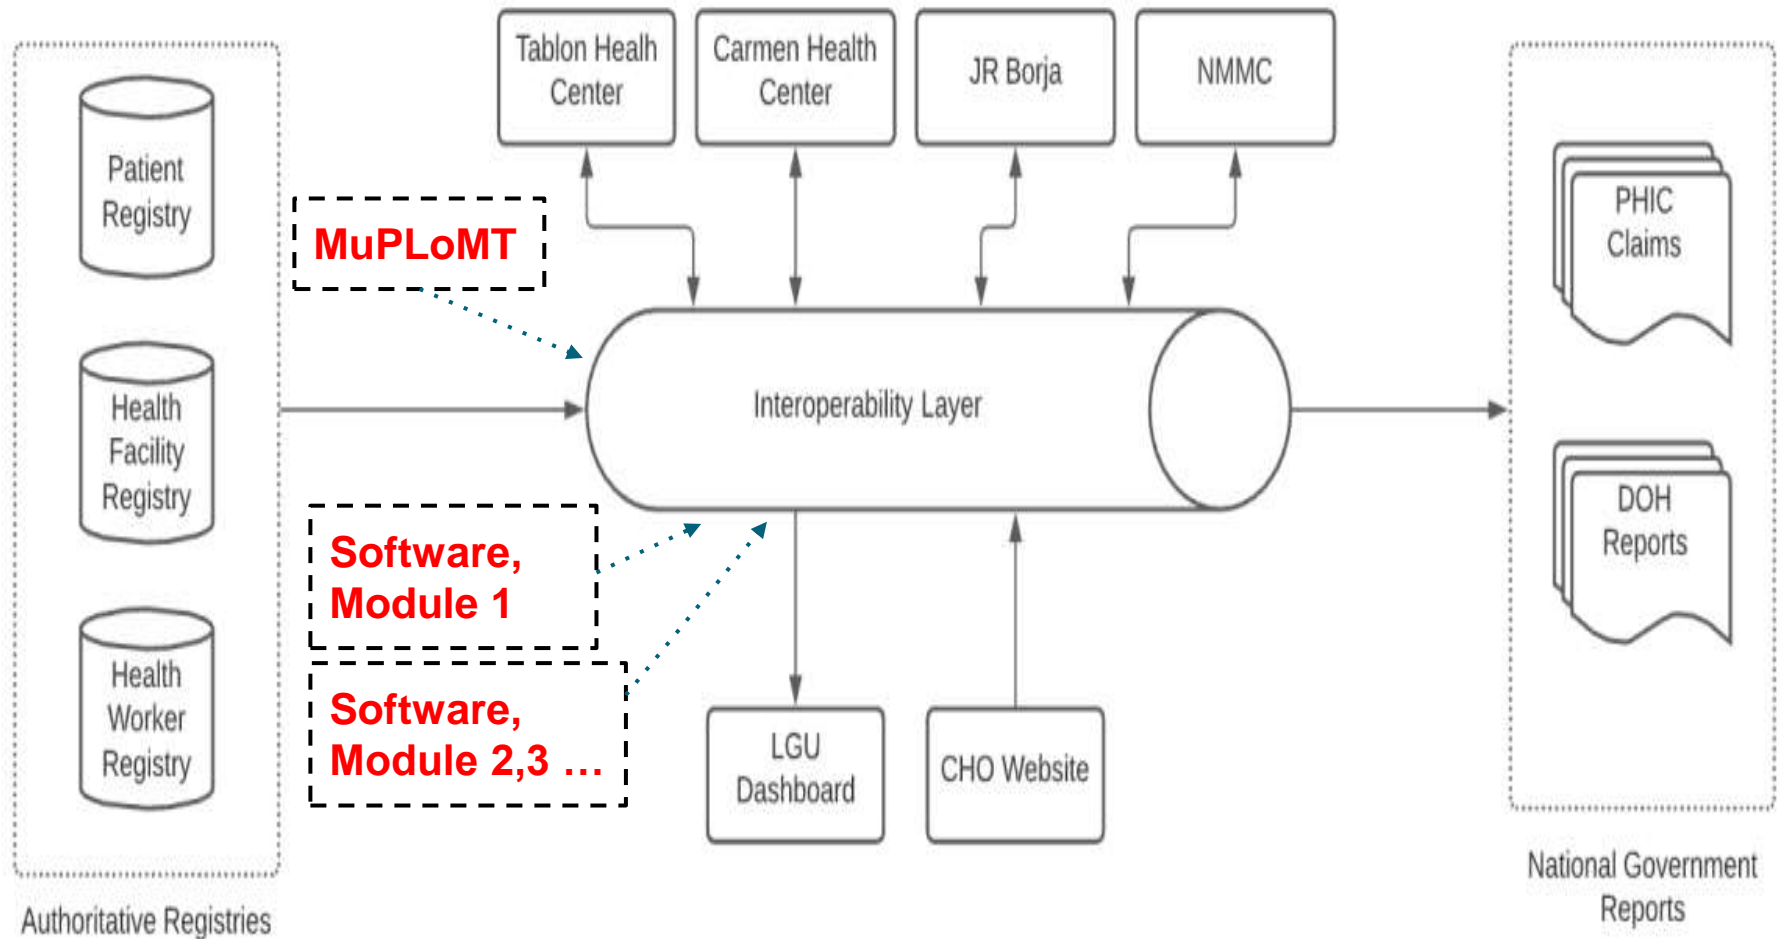 Tablon Healh
Center
Carmen Health
Center
JR Borja
NMMC
Patient
Registry
Health
Facility
Registry
Health
Worker
Registry
Authoritative Registries
MuPLoMT
Interoperability Layer
Software,
Module 1
Software,
Module 2,3 …
LGU
Dashboard
CHO Website
PHIC
Claims
DOH
Reports
National Government
Reports